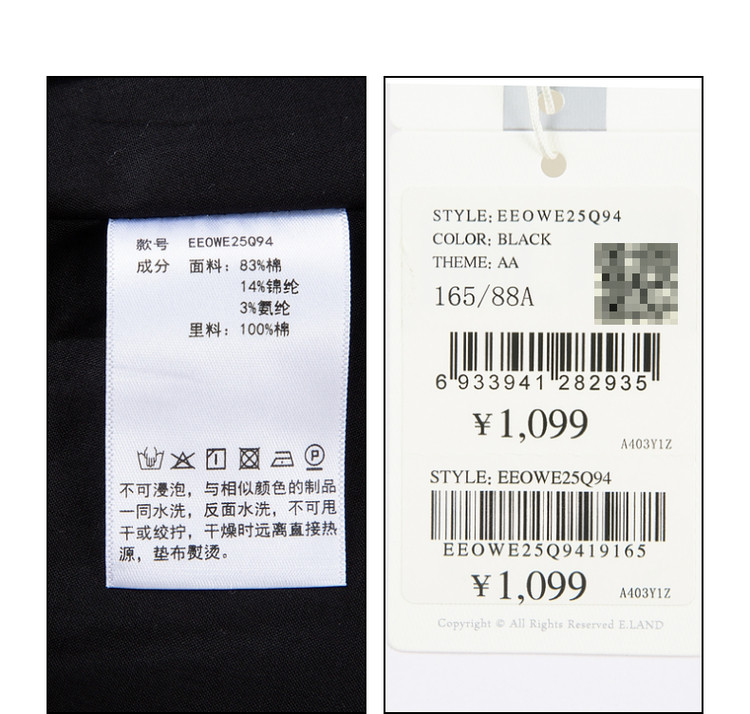 款号 EEOWE25Q94
成分 面料：83%棉
14%锦纶
3%氨纶
里料：100%棉
P
不可浸泡，与相似颜色的制品
一同水洗，反面水洗，不可甩
干或绞拧，干燥时远离直接热
源，垫布熨烫。
STYLE: EEOWE25Q94
COLOR: BLACK
THEME: AA
165/88A
6 933941 282935
¥1,099
A403Y1Z
STYLE: EEOWE25Q94
EEOWE25Q9419165
¥1,099
A403Y1Z
Copyright © All Rights Reserved E.LAND